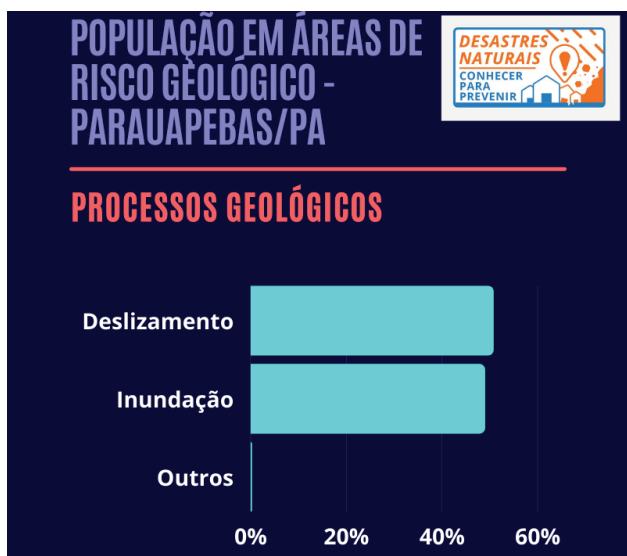 POPULAÇÃO EM ÁREAS DE
RISCO GEOLÓGICO -
PARAUAPEBAS/PA
DESASTRES
NATURAIS
CONHECER
PARA
PREVENIR
PROCESSOS GEOLÓGICOS
Deslizamento
Inundação
Outros
0% 20% 40% 60%